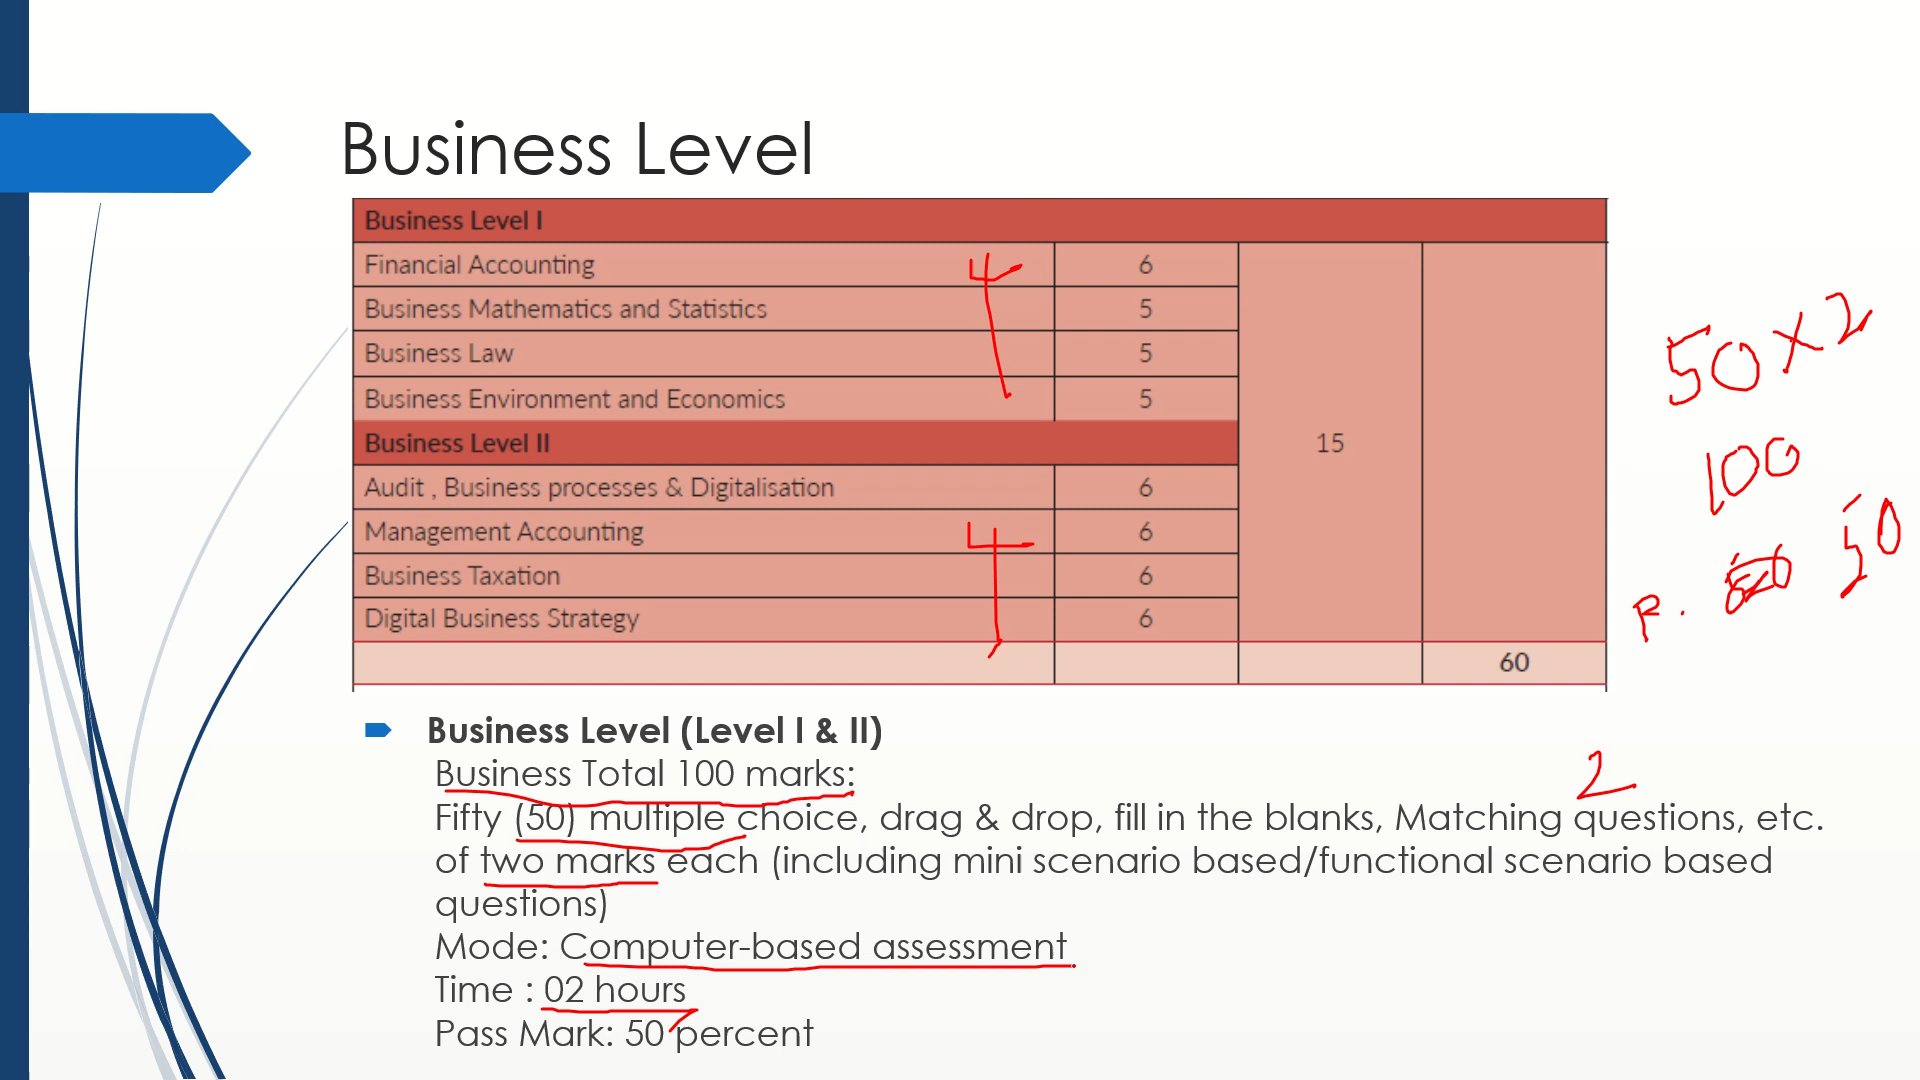 Business Level
Business Level I
Financial Accounting 4 6
Business Mathematics and Statistics 5
Business Law 5
Business Environment and Economics 5
Business Level II 15
Audit , Business processes & Digitalisation 6
Management Accounting 4 6
Business Taxation 6
Digital Business Strategy 6
60
50 x 2
100
P. 50
Business Level (Level I & II)
Business Total 100 marks:
2
Fifty (50) multiple choice, drag & drop, fill in the blanks, Matching questions, etc.
of two marks each (including mini scenario based/functional scenario based
questions)
Mode: Computer-based assessment
Time : 02 hours
Pass Mark: 50 percent